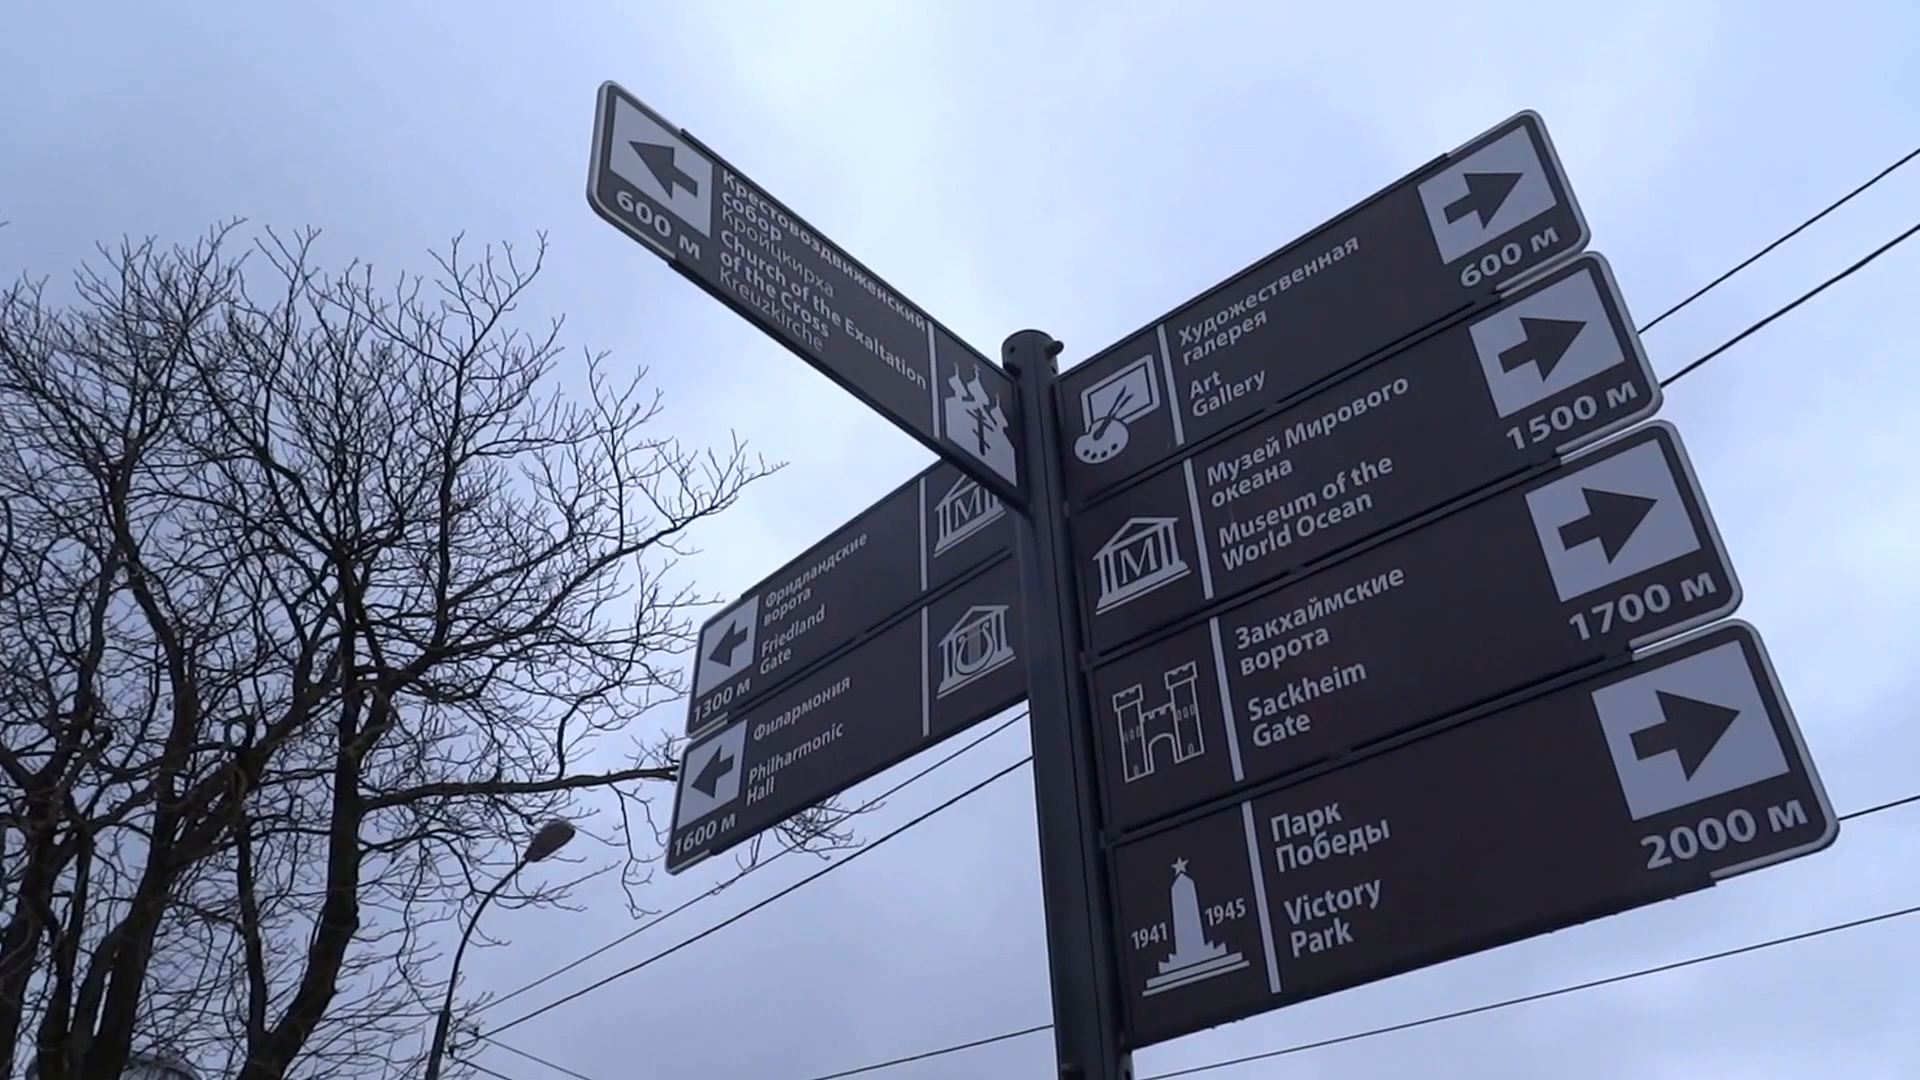 600 м
Крестовоздвиженский
собор
Кройцкирха
Church of the Exaltation
of the Cross
Kreuzkirche
Фридландские
ворота
Friedland
Gate
1300 м
М
Филармония
Philharmonic
Hall
1600 м
Художественная
галерея
Art
Gallery
600 м
М
Музей Мирового
океана
Museum of the
World Ocean
1500 м
Закхаймские
ворота
Sackheim
Gate
1700 м
1941
1945
Парк
Победы
Victory
Park
2000 м